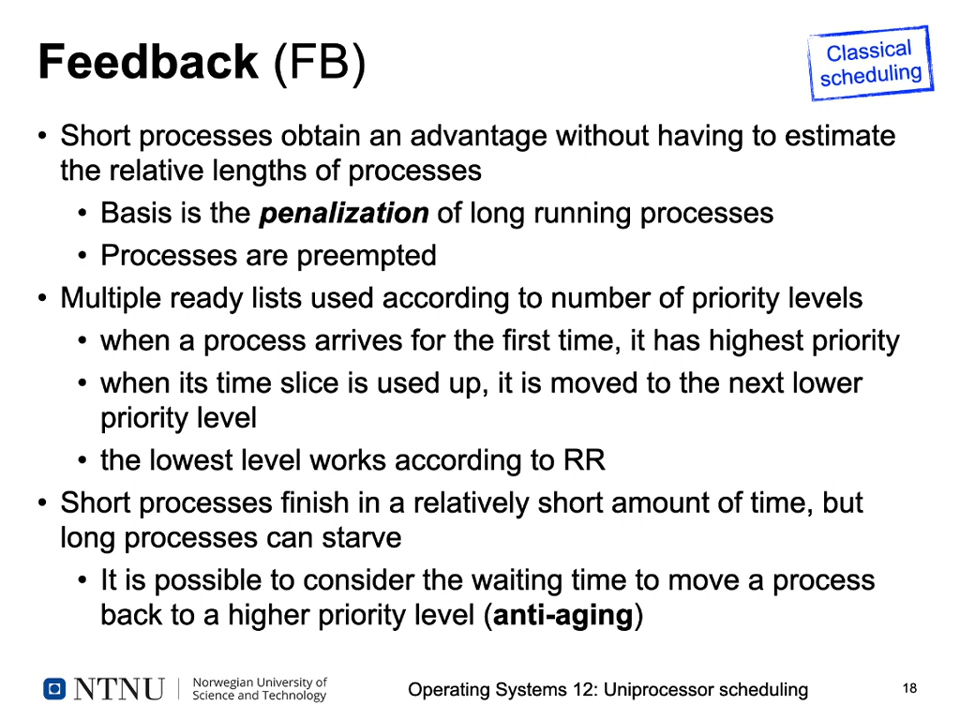 Feedback (FB)
Classical
scheduling
• Short processes obtain an advantage without having to estimate
the relative lengths of processes
• Basis is the penalization of long running processes
• Processes are preempted
• Multiple ready lists used according to number of priority levels
• when a process arrives for the first time, it has highest priority
• when its time slice is used up, it is moved to the next lower
priority level
• the lowest level works according to RR
• Short processes finish in a relatively short amount of time, but
long processes can starve
• It is possible to consider the waiting time to move a process
back to a higher priority level (anti-aging)
NTNU
Norwegian University of
Science and Technology
Operating Systems 12: Uniprocessor scheduling
18